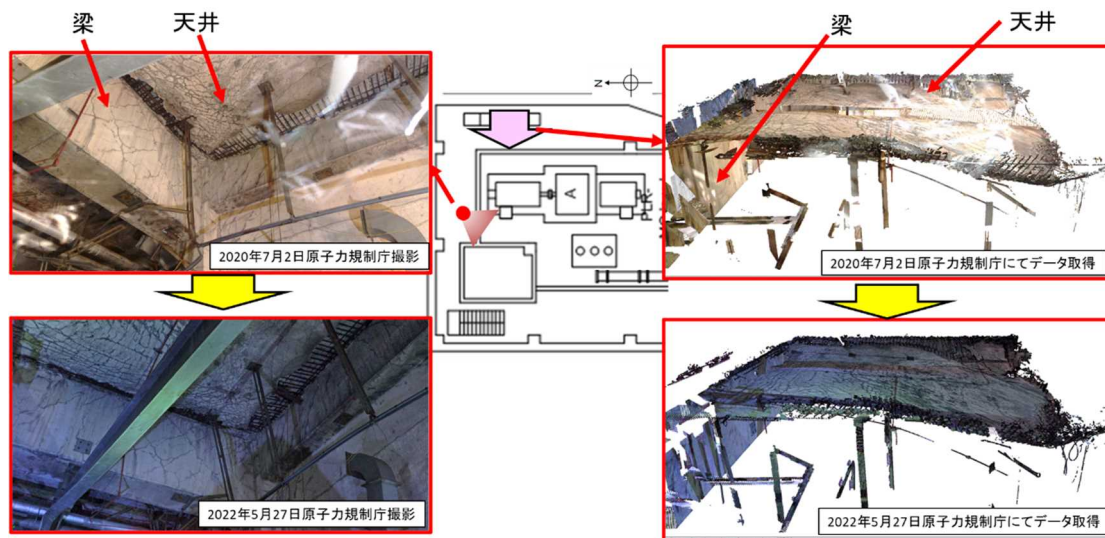 梁
天井
梁
天井
2020年7月2日原子力規制庁撮影
2020年7月2日原子力規制庁にてデータ取得
N
A
PLR-
2022年5月27日原子力規制庁撮影
2022年5月27日原子力規制庁にてデータ取得